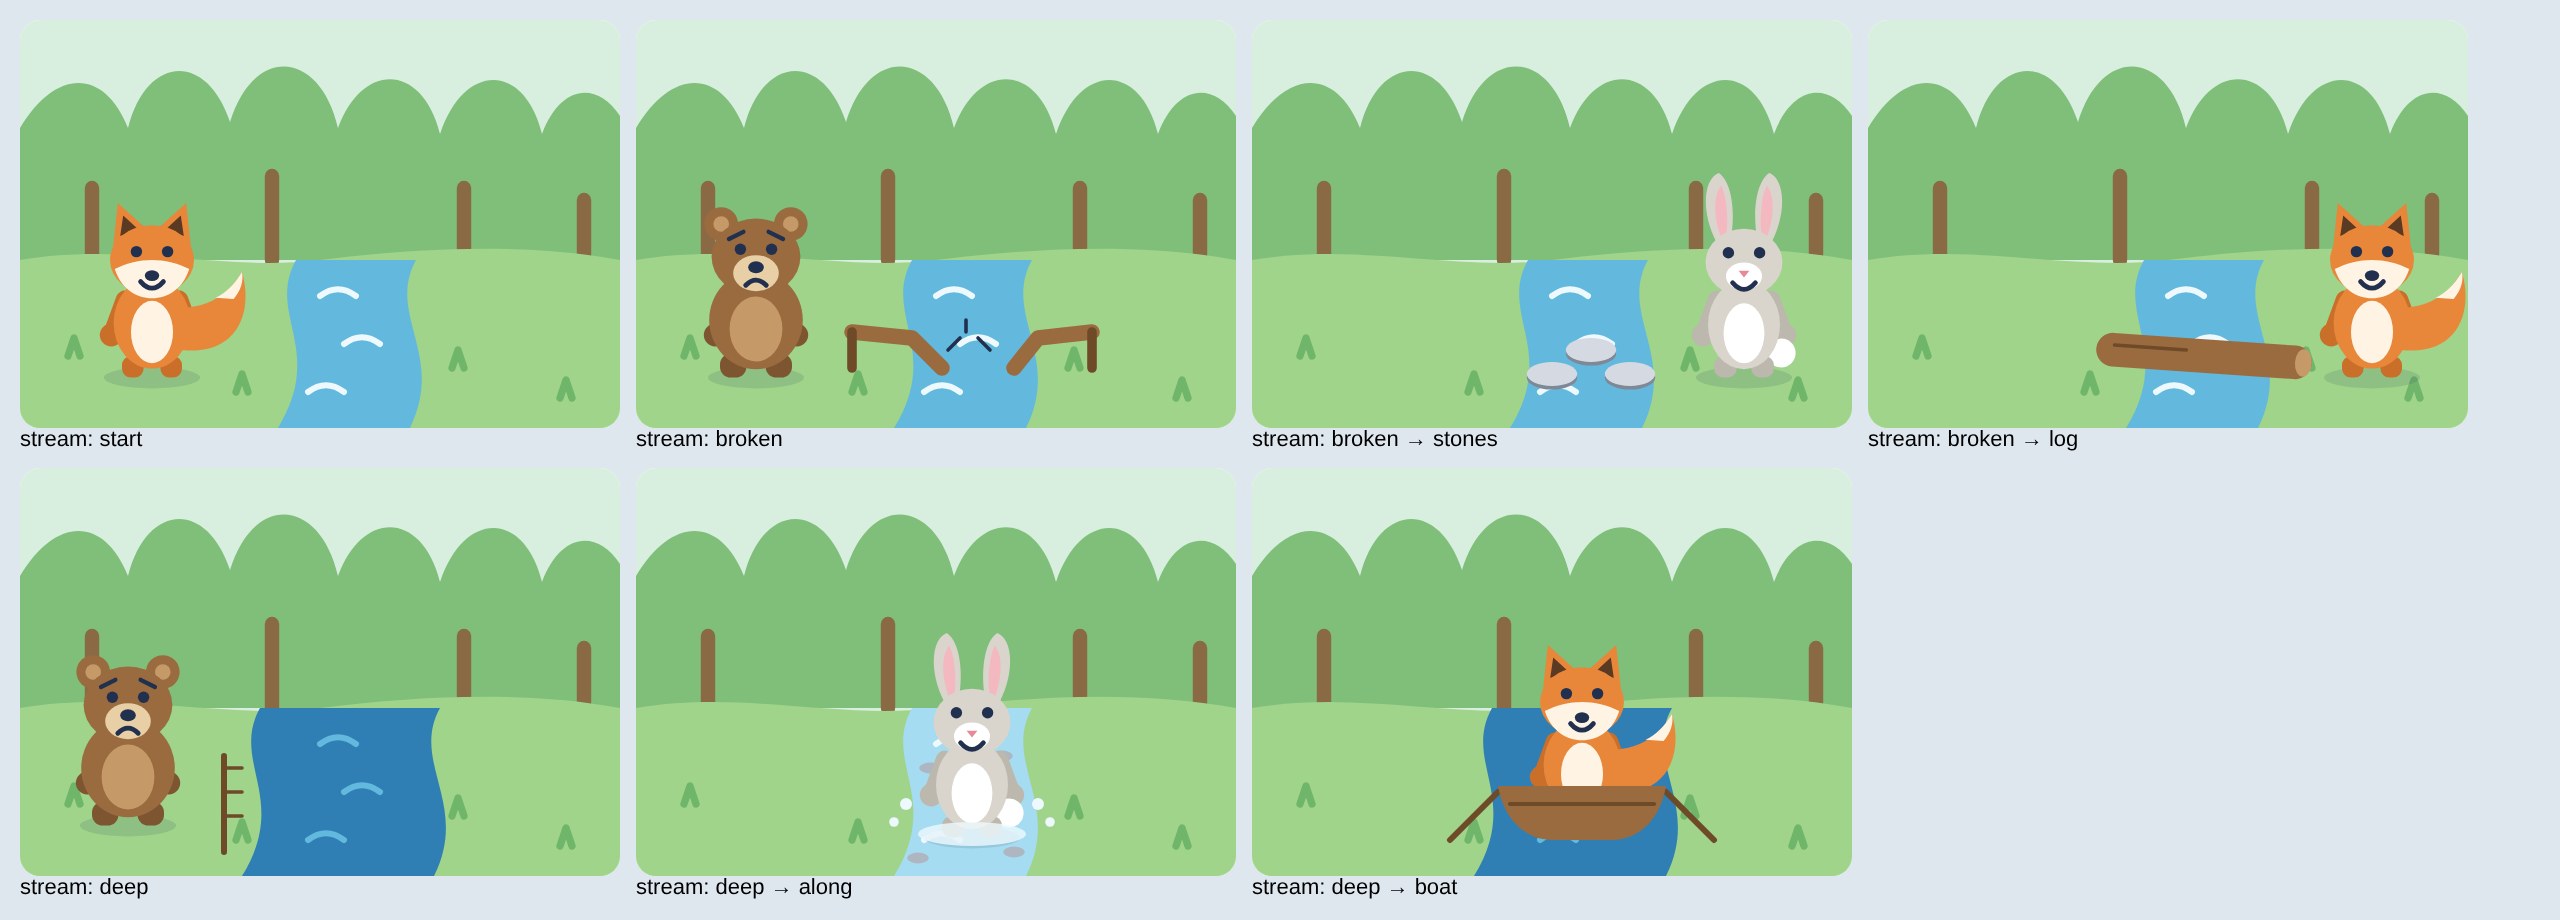 stream: start
stream: broken
stream: broken → stones
stream: broken → log
stream: deep
stream: deep → along
stream: deep → boat